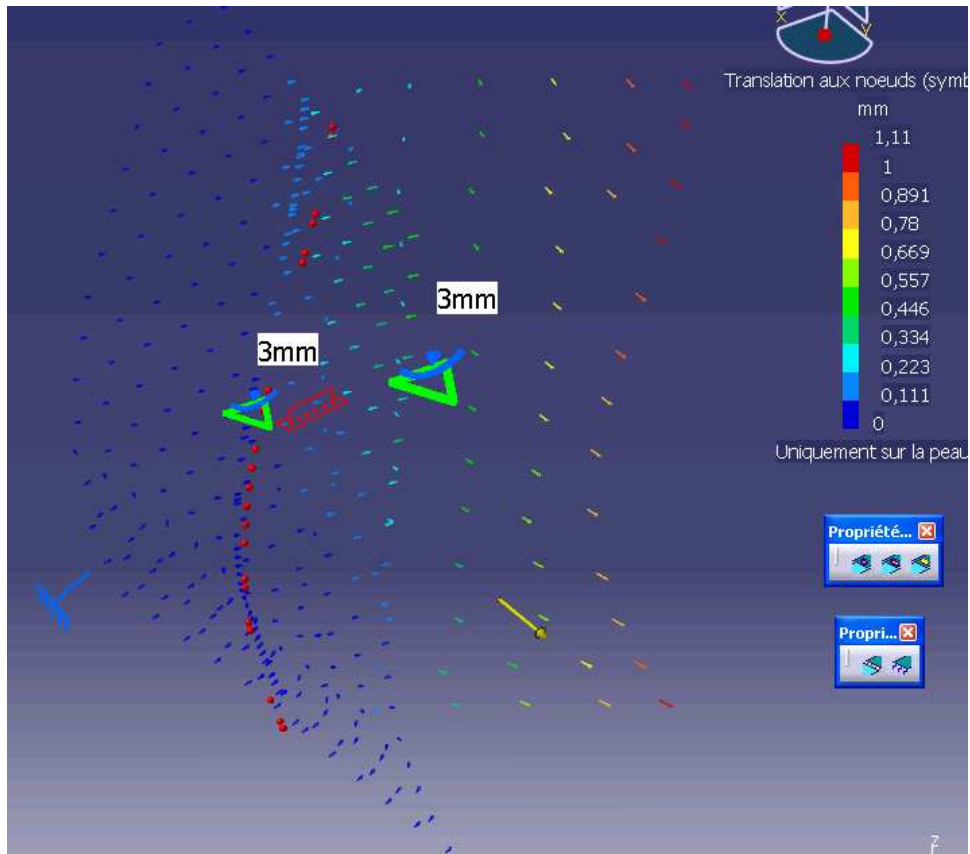 X
Y
Translation aux noeuds (symb
mm
1,11
1
0,891
0,78
0,669
0,557
0,446
0,334
0,223
0,111
0
Uniquement sur la peau
3mm
3mm
Propriété...
Propri...
z